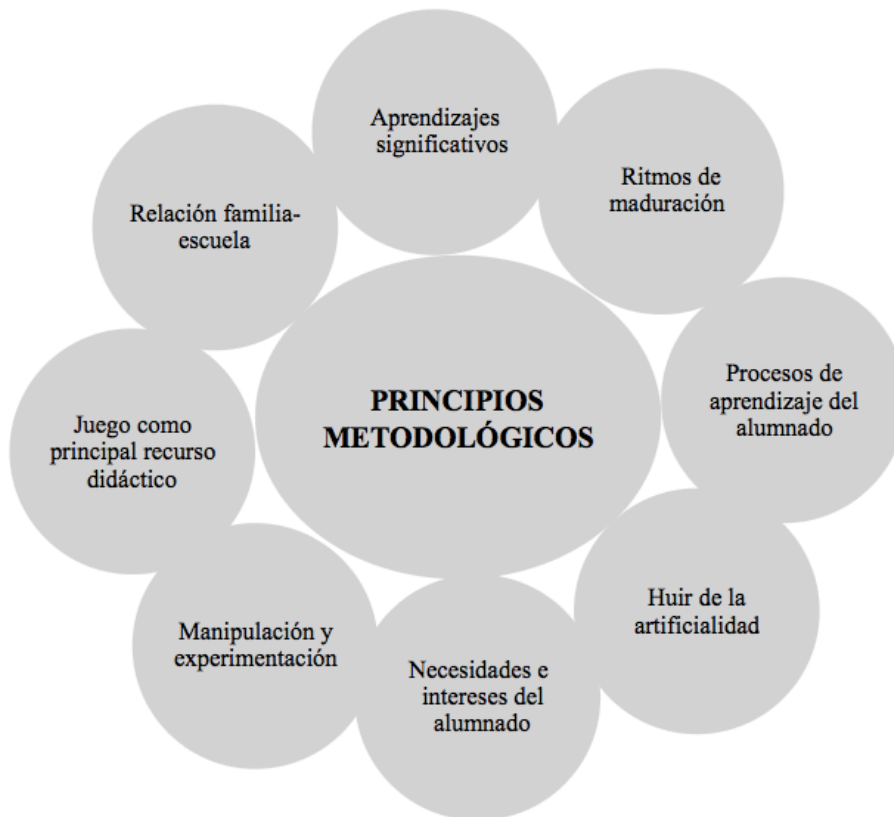 Aprendizajes
significativos
Ritmos de
maduración
Relación familia-
escuela
Procesos de
aprendizaje del
alumnado
PRINCIPIOS
METODOLÓGICOS
Juego como
principal recurso
didáctico
Huir de la
artificialidad
Manipulación y
experimentación
Necesidades e
intereses del
alumnado